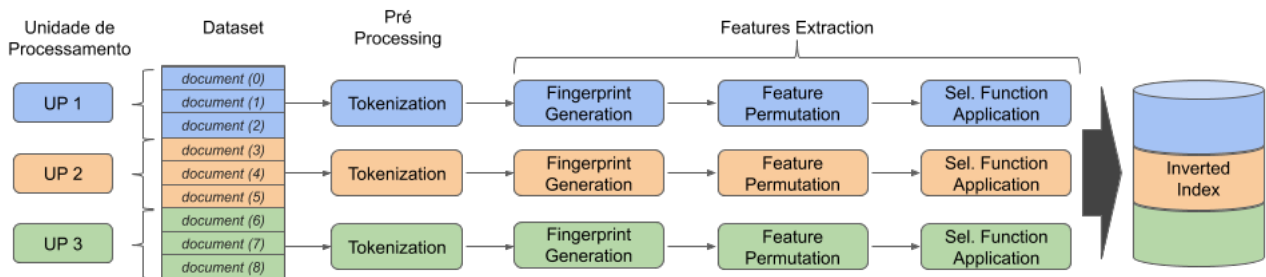 Unidade de
Processamento
Dataset
Pré
Processing
Features Extraction
UP 1
document (0)
document (1)
document (2)
Tokenization
Fingerprint
Generation
Feature
Permutation
Sel. Function
Application
UP 2
document (3)
document (4)
document (5)
Tokenization
Fingerprint
Generation
Feature
Permutation
Sel. Function
Application
Inverted
Index
UP 3
document (6)
document (7)
document (8)
Tokenization
Fingerprint
Generation
Feature
Permutation
Sel. Function
Application